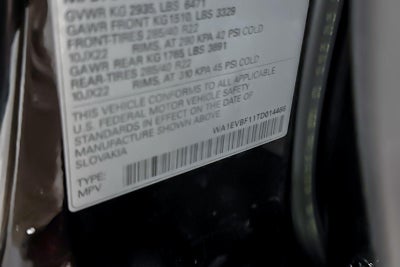 GVWR KG 2935, LBS 6471
GAWR FRONT KG 1510, LBS 3329
FRONT-TIRES 285/40 R22
10JX22 RIMS, AT 290 KPA 42 PSI COLD
GAWR REAR KG 1765 LBS 3891
REAR-TIRES 285/40 R22
10JX22 RIMS, AT 310 KPA 45 PSI COLD
THIS VEHICLE CONFORMS TO ALL APPLICABLE
U.S. FEDERAL MOTOR VEHICLE SAFETY
STANDARDS IN EFFECT ON THE DATE OF
MANUFACTURE SHOWN ABOVE
SLOVAKIA WA1EVBF11TD014486
TYPE:
MPV